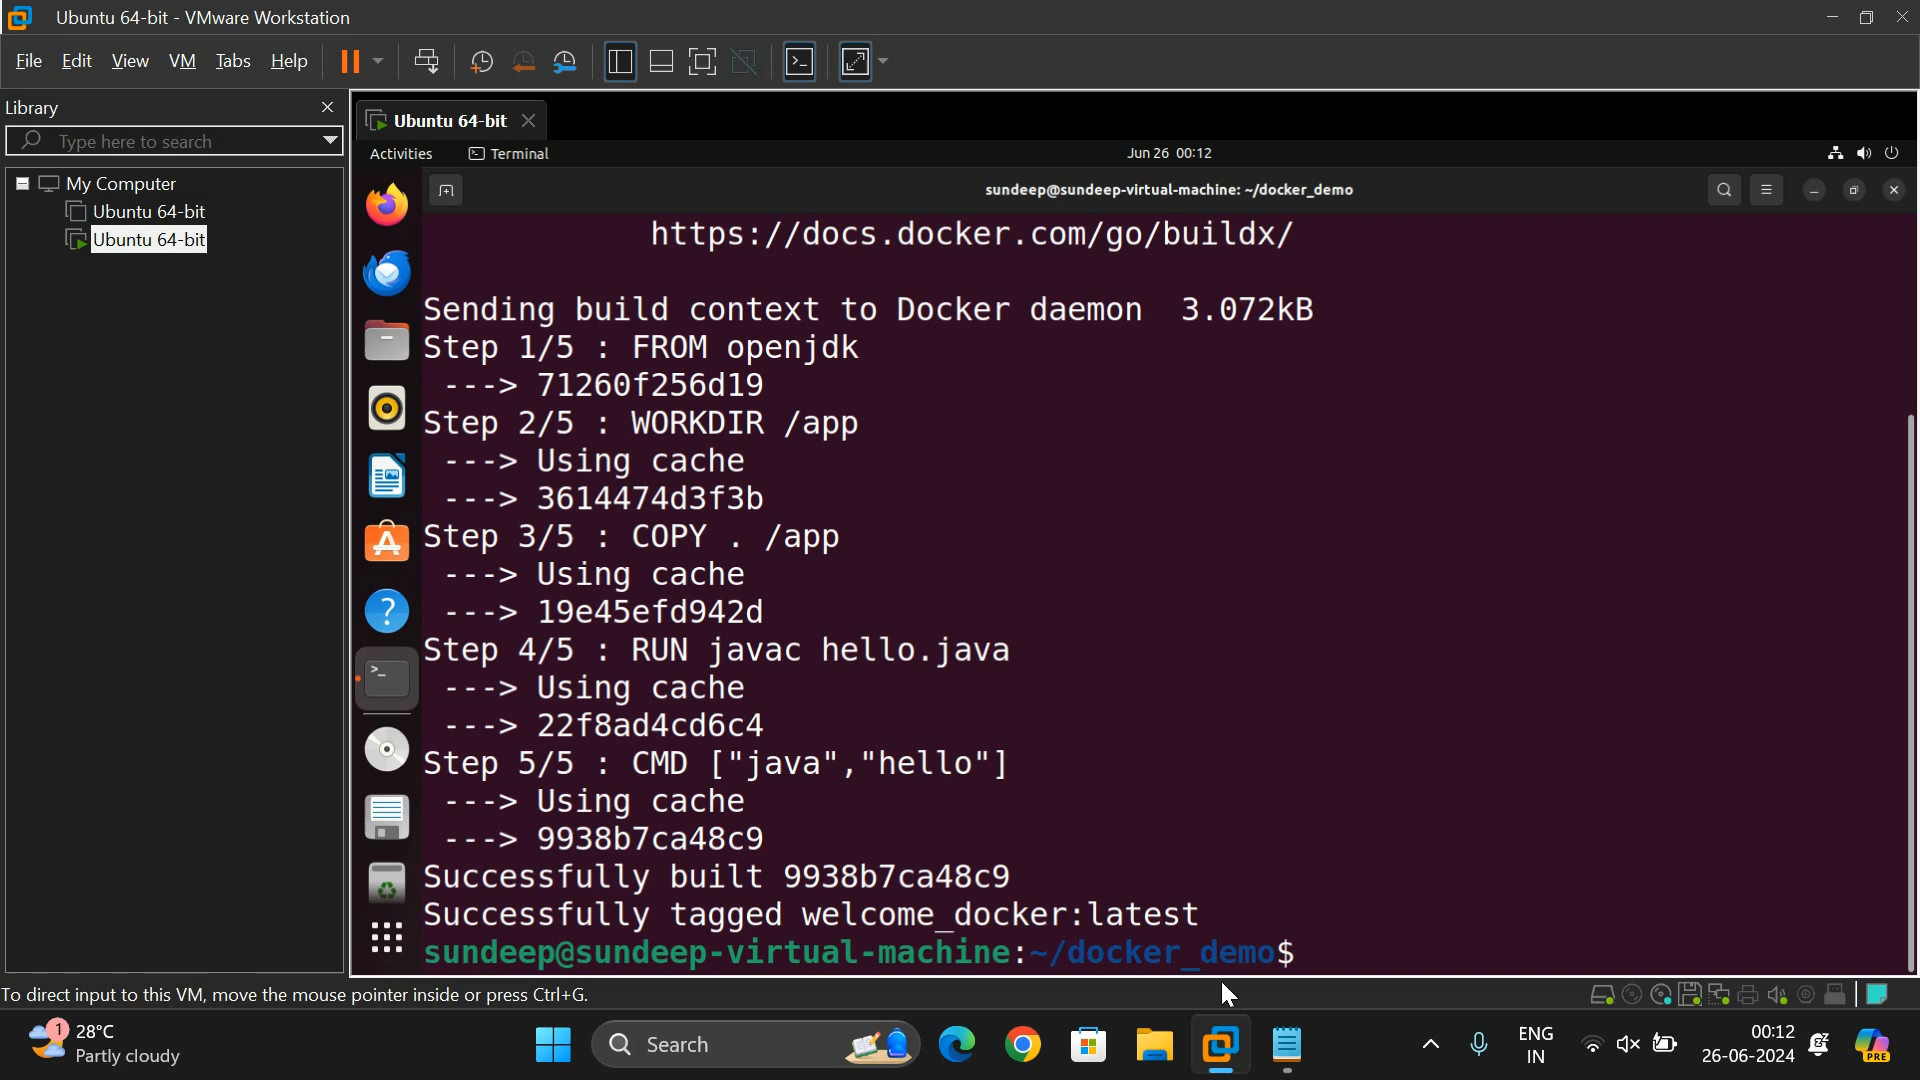 Ubuntu 64-bit - VMware Workstation
File Edit View VM Tabs Help
Library
Type here to search
My Computer
Ubuntu 64-bit
Ubuntu 64-bit
Ubuntu 64-bit
Activities Terminal Jun 26 00:12
sundeep@sundeep-virtual-machine: ~/docker_demo
https://docs.docker.com/go/buildx/
Sending build context to Docker daemon 3.072kB
Step 1/5 : FROM openjdk
---> 71260f256d19
Step 2/5 : WORKDIR /app
---> Using cache
---> 3614474d3f3b
Step 3/5 : COPY . /app
---> Using cache
---> 19e45efd942d
Step 4/5 : RUN javac hello.java
---> Using cache
---> 22f8ad4cd6c4
Step 5/5 : CMD ["java","hello"]
---> Using cache
---> 9938b7ca48c9
Successfully built 9938b7ca48c9
Successfully tagged welcome_docker:latest
sundeep@sundeep-virtual-machine:~/docker_demo$
To direct input to this VM, move the mouse pointer inside or press Ctrl+G.
1 28°C
Partly cloudy
Search
ENG
IN
00:12
26-06-2024
PRE